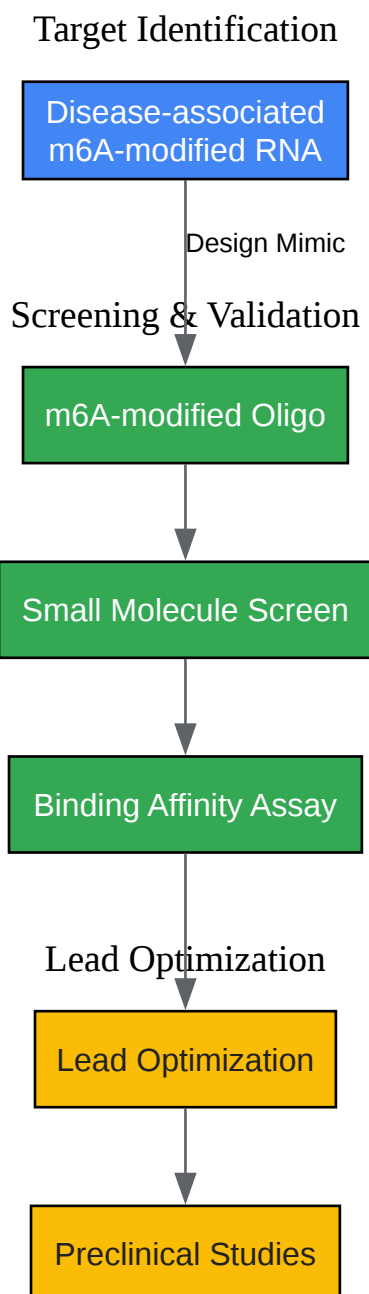 Target Identification
Disease-associated
m6A-modified RNA
Design Mimic
Screening & Validation
m6A-modified Oligo
Small Molecule Screen
Binding Affinity Assay
Lead Optimization
Lead Optimization
Preclinical Studies